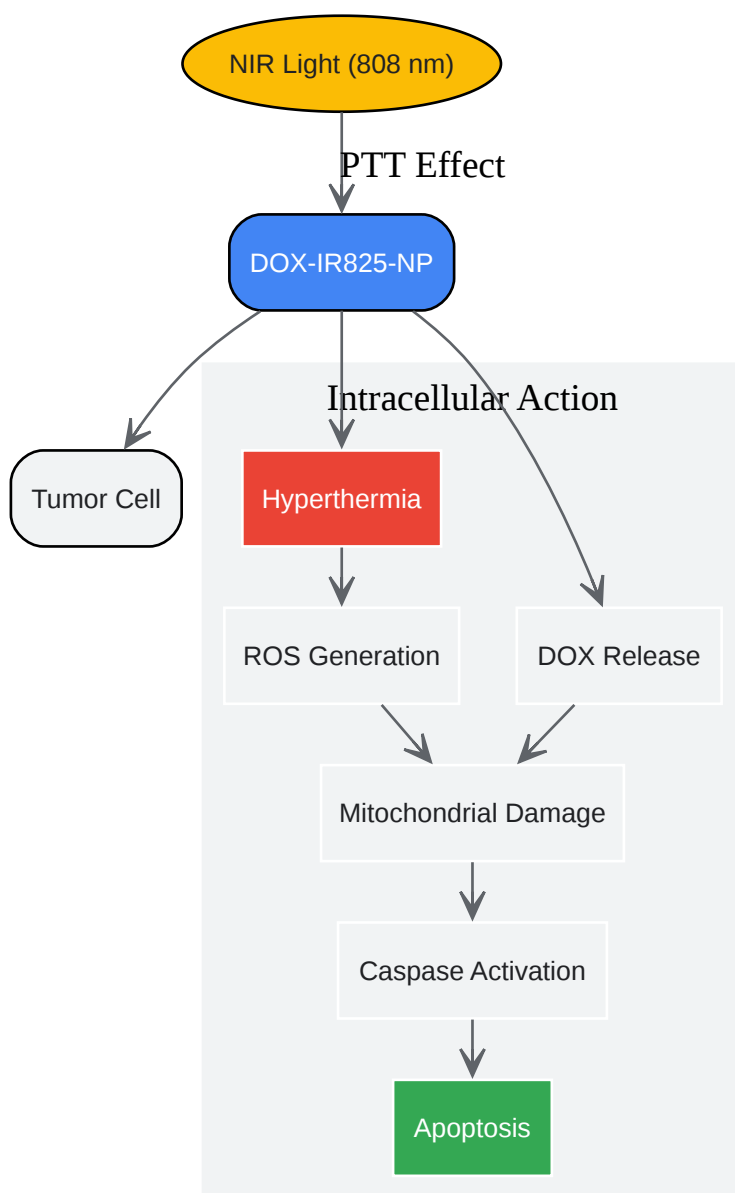 NIR Light (808 nm)
PTT Effect
DOX-IR825-NP
Intracellular Action
Tumor Cell
Hyperthermia
ROS Generation
DOX Release
Mitochondrial Damage
Caspase Activation
Apoptosis